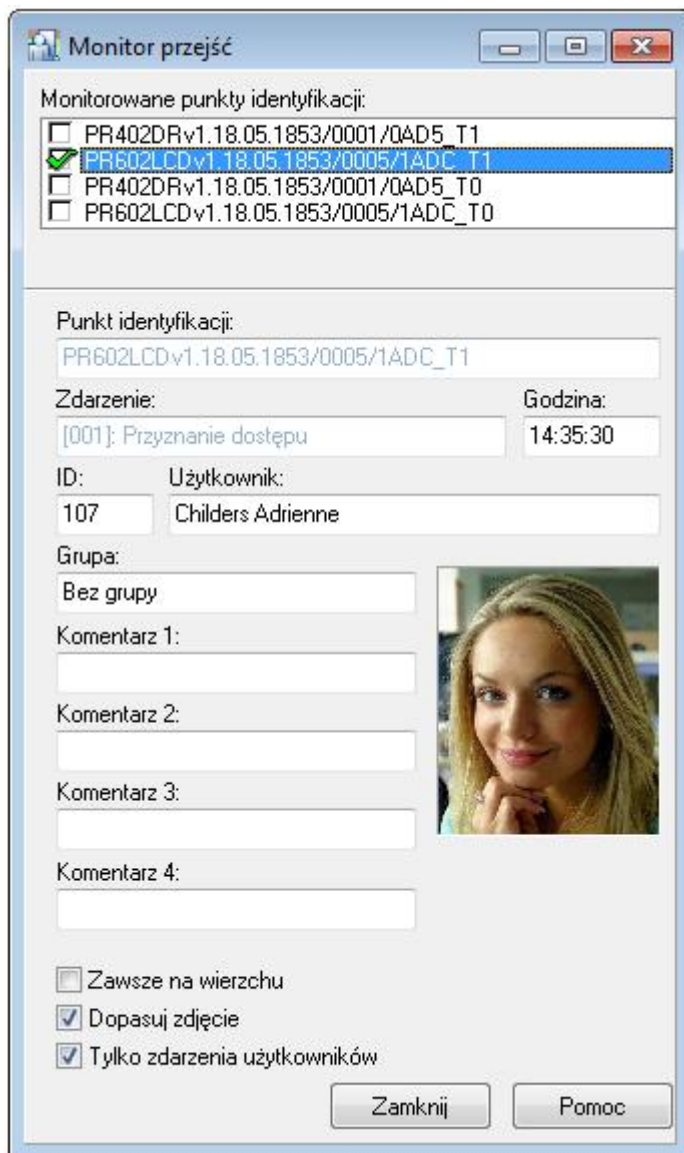 Monitor przejść
Monitorowane punkty identyfikacji:
PR402DRv1.18.05.1853/0001/0AD5_T1
PR602LCDv1.18.05.1853/0005/1ADC_T1
PR402DRv1.18.05.1853/0001/0AD5_T0
PR602LCDv1.18.05.1853/0005/1ADC_T0
Punkt identyfikacji:
PR602LCDv1.18.05.1853/0005/1ADC_T1
Zdarzenie: Godzina:
[001]: Przyznanie dostępu 14:35:30
ID: Użytkownik:
107 Childers Adrienne
Grupa:
Bez grupy
Komentarz 1:
Komentarz 2:
Komentarz 3:
Komentarz 4:
Zawsze na wierzchu
Dopasuj zdjęcie
Tylko zdarzenia użytkowników
Zamknij Pomoc